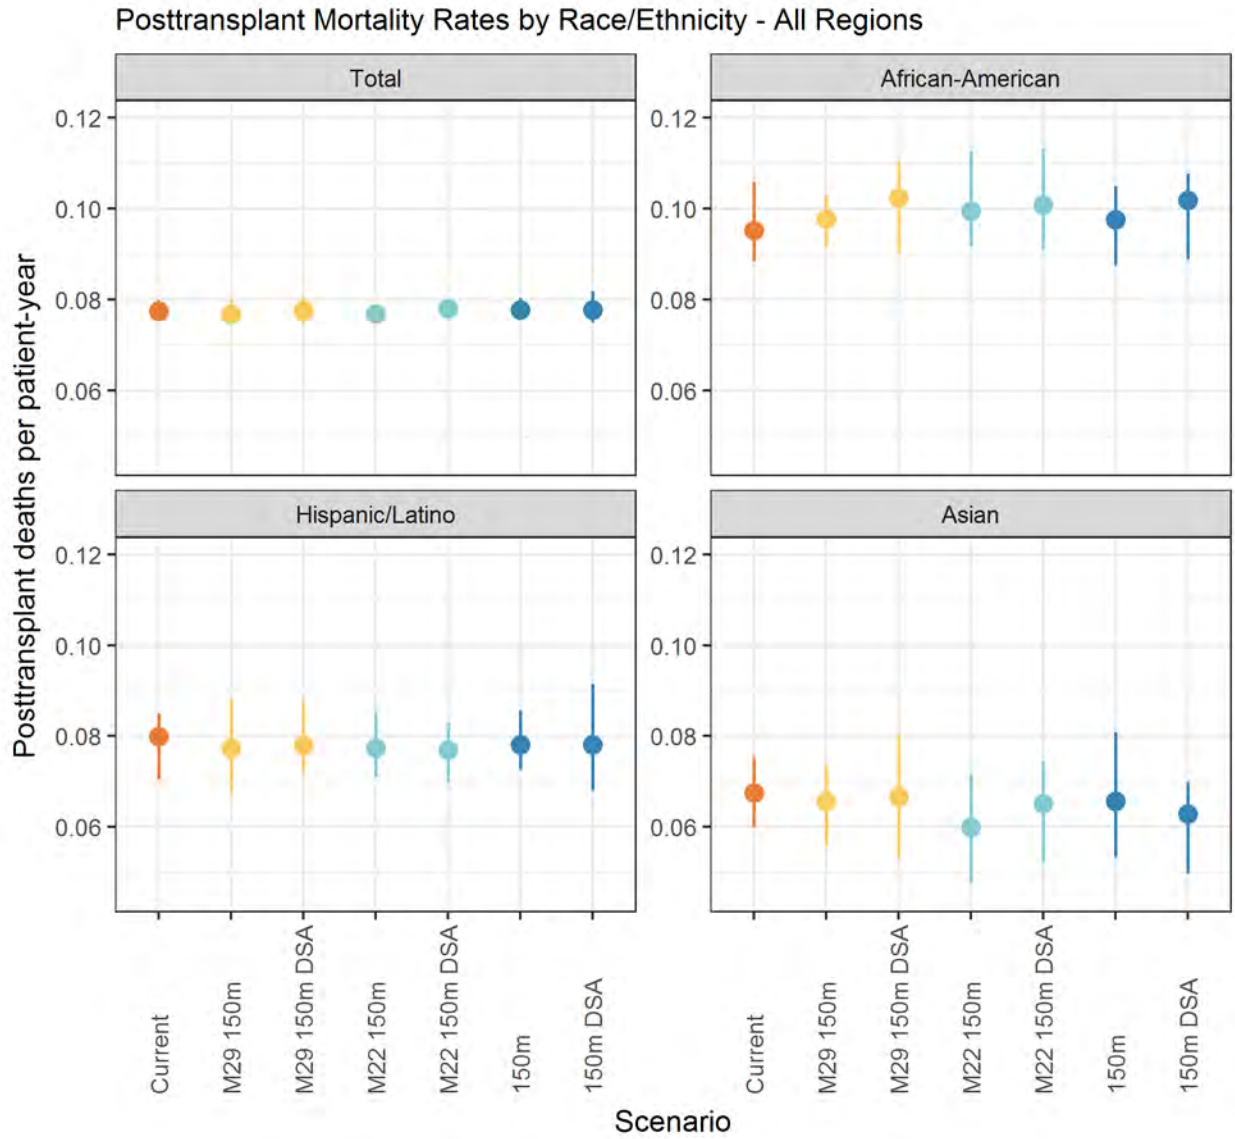 Posttransplant Mortality Rates by Race/Ethnicity - All Regions
Total
African-American
0.12
0.10
0.08
0.06
0.12
0.10
0.08
0.06
Posttransplant deaths per patient-year
Hispanic/Latino
Asian
0.12
0.10
0.08
0.06
0.12
0.10
0.08
0.06
Current
M29 150m
M29 150m DSA
M22 150m
M22 150m DSA
150m
150m DSA
Current
M29 150m
M29 150m DSA
M22 150m
M22 150m DSA
150m
150m DSA
Scenario